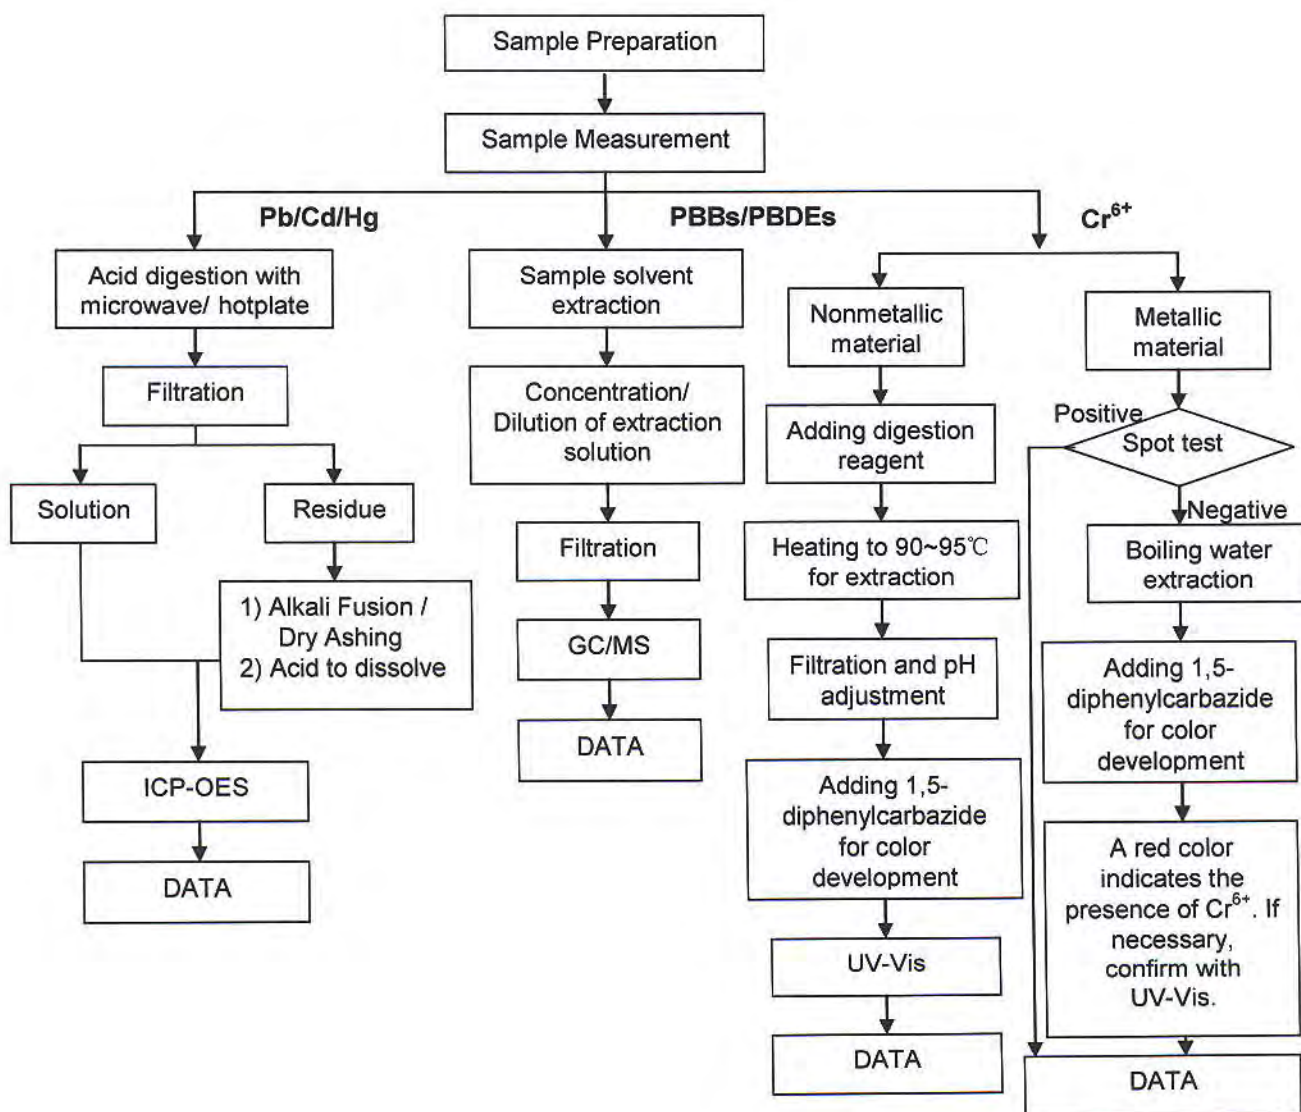 Sample Preparation
Sample Measurement
Pb/Cd/Hg
PBBs/PBDEs
Cr⁶⁺
Acid digestion with
microwave/ hotplate
Filtration
Solution
Residue
1) Alkali Fusion /
Dry Ashing
2) Acid to dissolve
ICP-OES
DATA
Sample solvent
extraction
Concentration/
Dilution of extraction
solution
Filtration
GC/MS
DATA
Nonmetallic
material
Adding digestion
reagent
Heating to 90~95℃
for extraction
Filtration and pH
adjustment
Adding 1,5-
diphenylcarbazide
for color
development
UV-Vis
DATA
Metallic
material
Positive
Spot test
Negative
Boiling water
extraction
Adding 1,5-
diphenylcarbazide
for color
development
A red color
indicates the
presence of Cr⁶⁺. If
necessary,
confirm with
UV-Vis.
DATA